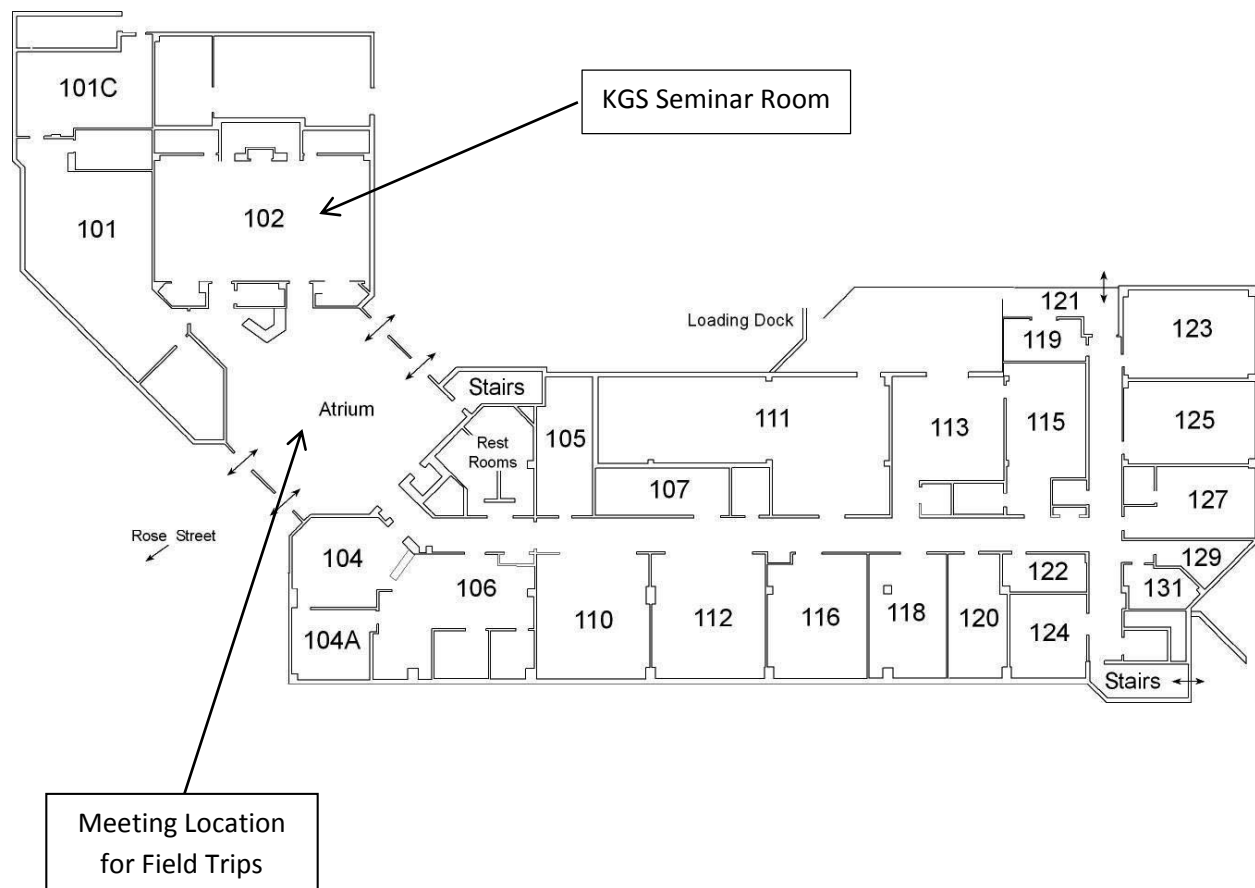 101C
KGS Seminar Room
101
102
121
Loading Dock
119
123
Stairs
Atrium
105
111
113
115
125
Rest
Rooms
107
127
Rose Street
104
106
110
112
116
118
120
122
129
131
104A
124
Stairs
Meeting Location
for Field Trips